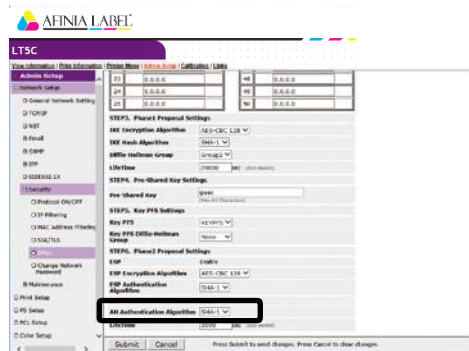 AFINIA LABEL
LT5C
View Information | Print Information | Printer Menu | Admin Setup | Calibration | Links
Admin Setup
Network Setup
General Network Setting
TCP/IP
NBT
Email
SNMP
SNTP
IEEE802.1X
Security
Protocol ON/OFF
IP Filtering
MAC Address Filtering
SSL/TLS
IPSec
Change Network Password
Maintenance
Print Setup
PS Setup
PCL Setup
Color Setup
23 0.0.0.0 48 0.0.0.0
24 0.0.0.0 49 0.0.0.0
25 0.0.0.0 50 0.0.0.0
STEP3. Phase1 Proposal Settings
IKE Encryption Algorithm AES-CBC 128
IKE Hash Algorithm SHA-1
Diffie-Hellman Group Group2
LifeTime
STEP4. Pre-Shared Key Settings
Pre-Shared Key ipsec
STEP5. Key PFS Settings
Key PFS KEYPFS
Key PFS Diffie-Hellman Group None
STEP6. Phase2 Proposal Settings
ESP Enable
ESP Encryption Algorithm AES-CBC 128
ESP Authentication Algorithm SHA-1
AH Authentication Algorithm SHA-1
LifeTime 3600 sec
Submit Cancel Press Submit to send changes. Press Cancel to clear changes.